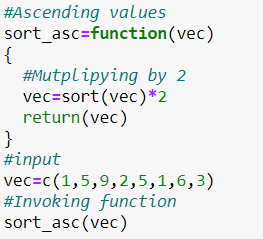 #Ascending values
sort_asc=function(vec)
{
  #Mutplipying by 2
  vec=sort(vec)*2
  return(vec)
}
#input
vec=c(1,5,9,2,5,1,6,3)
#Invoking function
sort_asc(vec)